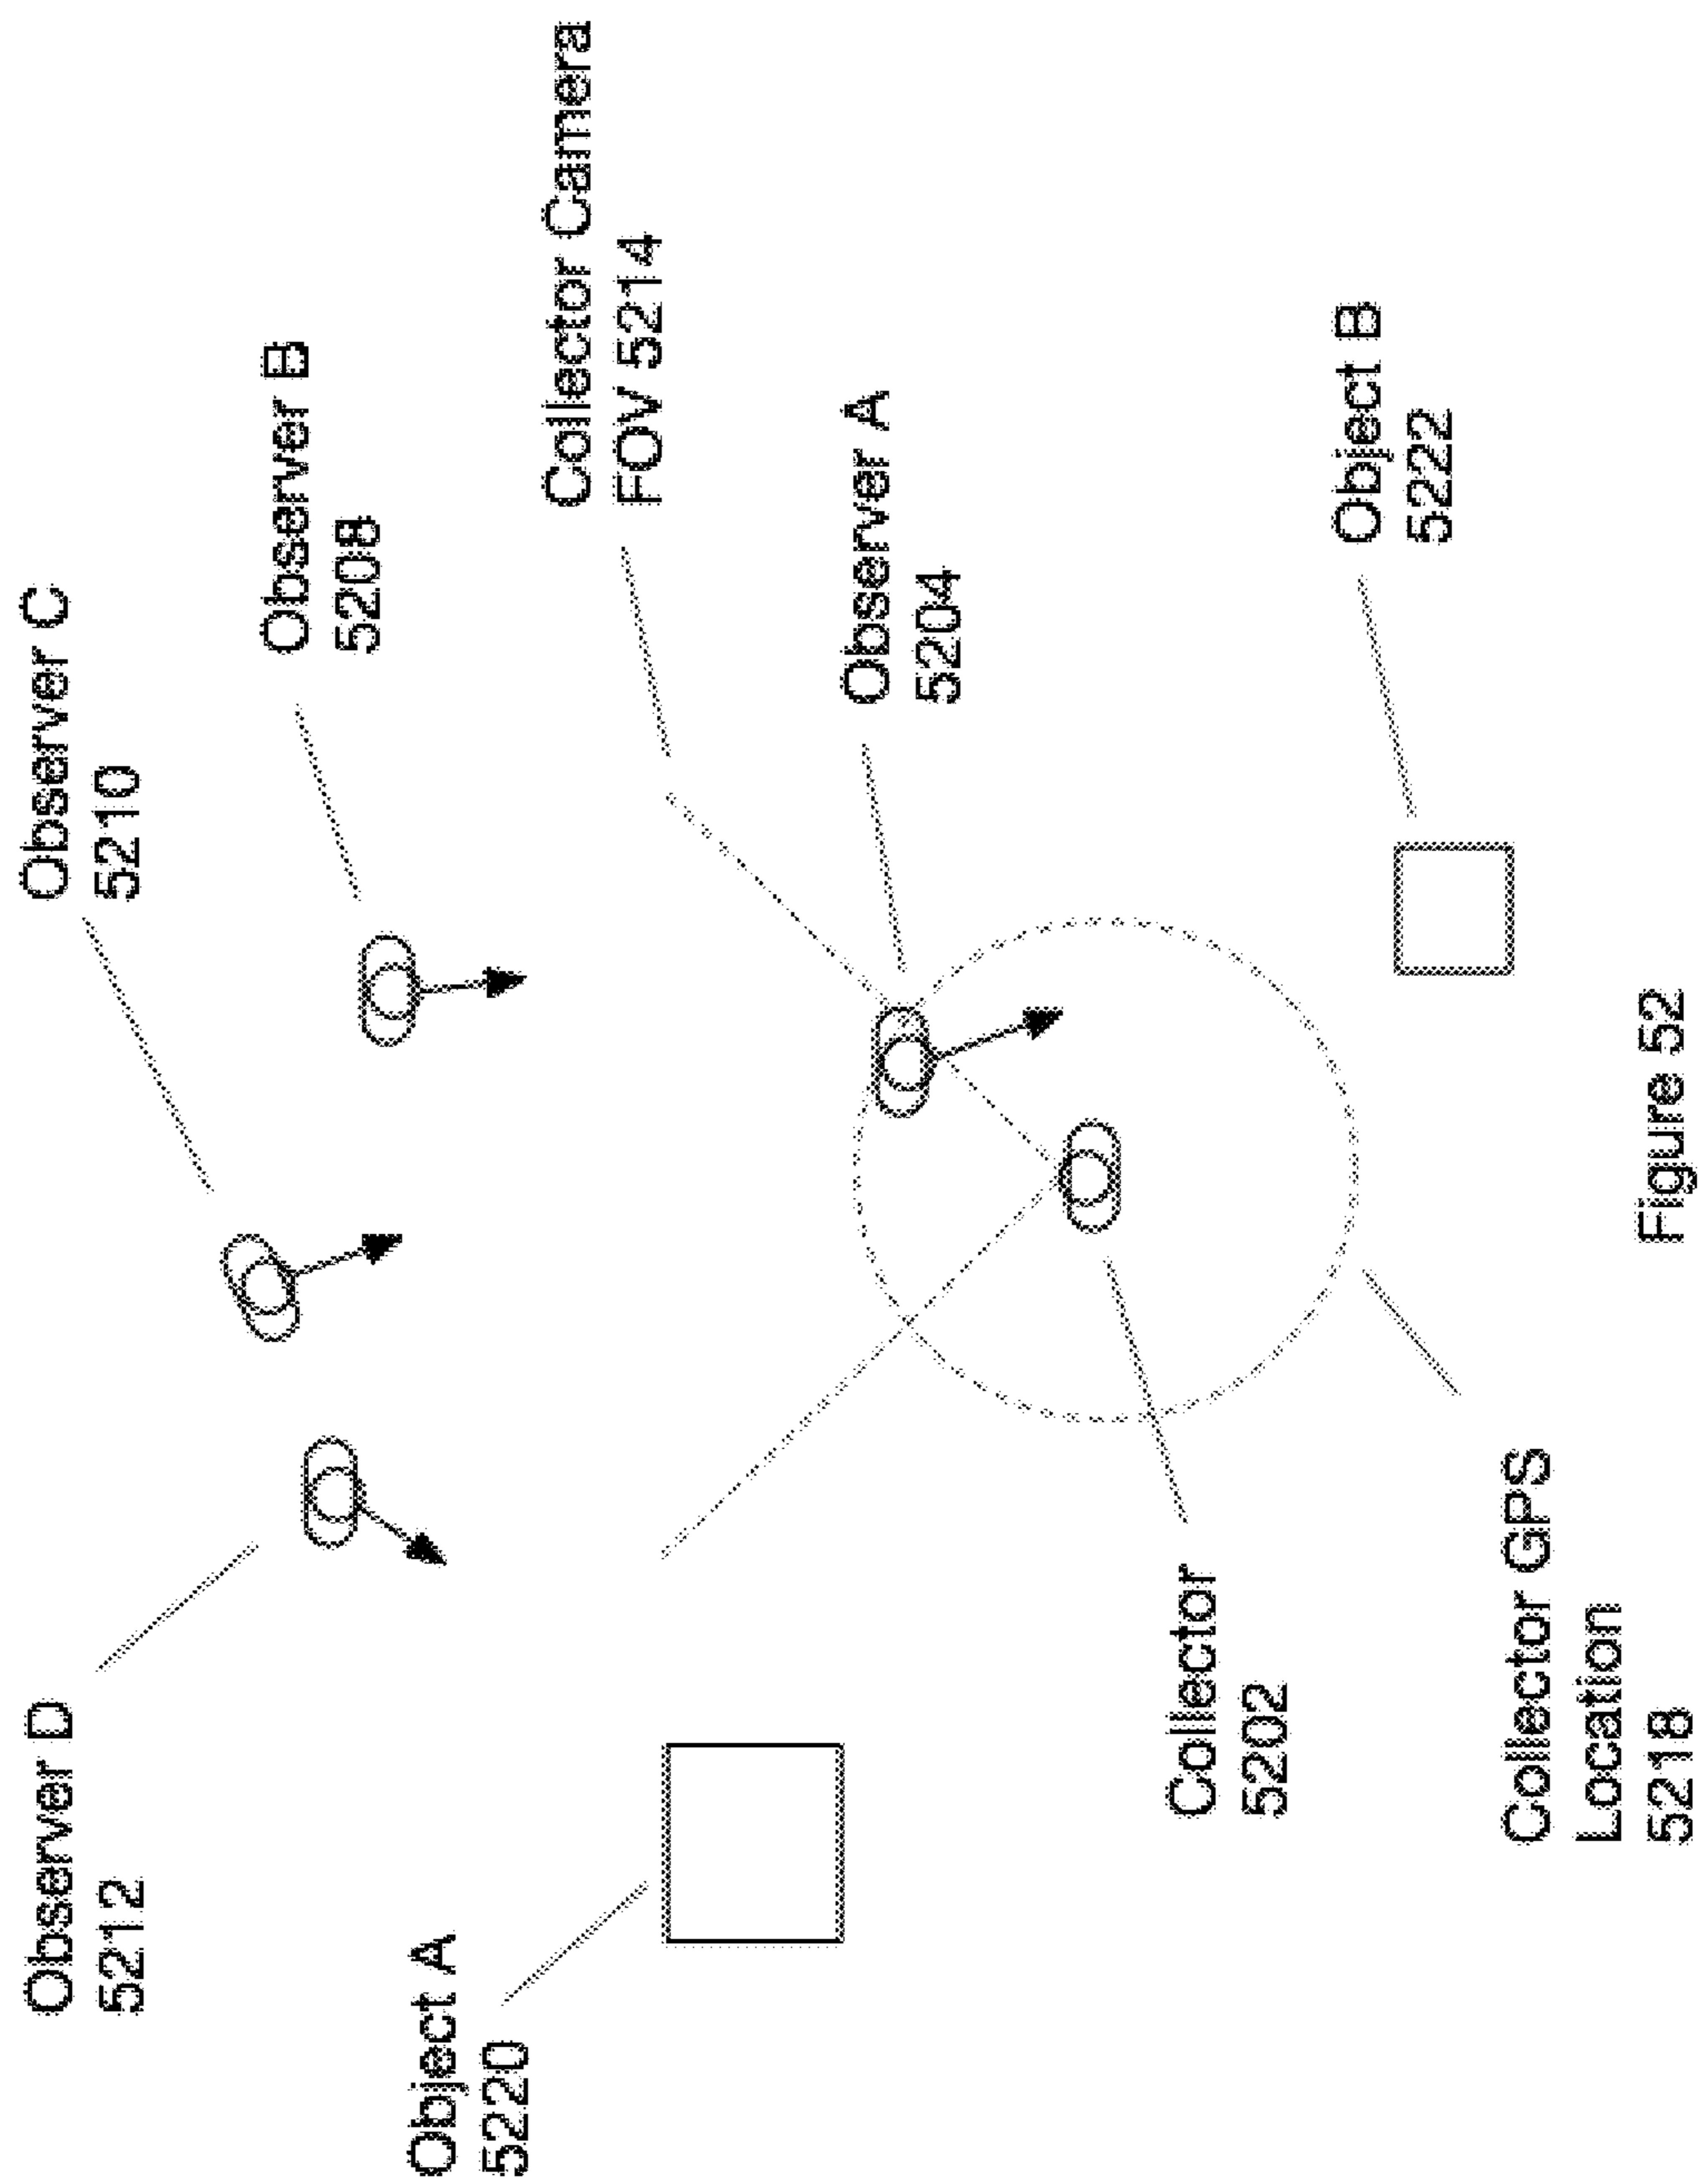 Observer D
5212
Observer C
5210
Observer B
5208
Object A
5220
Collector Camera
FOV 5214
Observer A
5204
Collector
5202
Object B
5222
Collector GPS
Location
5218
Figure 52